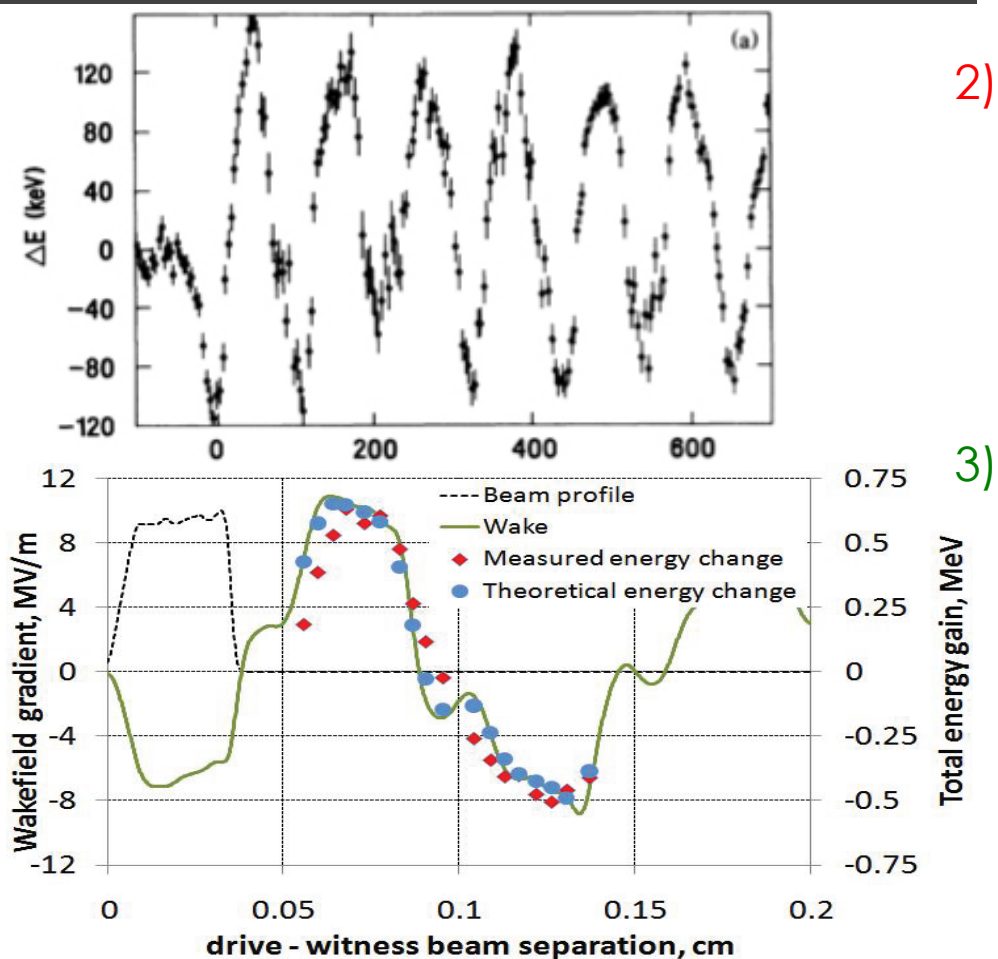 (a)
2)
120
80
40
0
−40
−80
−120
ΔE (keV)
0 200 400 600
3)
12
8
4
0
-4
-8
-12
Wakefield gradient, MV/m
Beam profile
Wake
Measured energy change
Theoretical energy change
0.75
0.5
0.25
0
-0.25
-0.5
-0.75
Total energy gain, MeV
0 0.05 0.1 0.15 0.2
drive - witness beam separation, cm